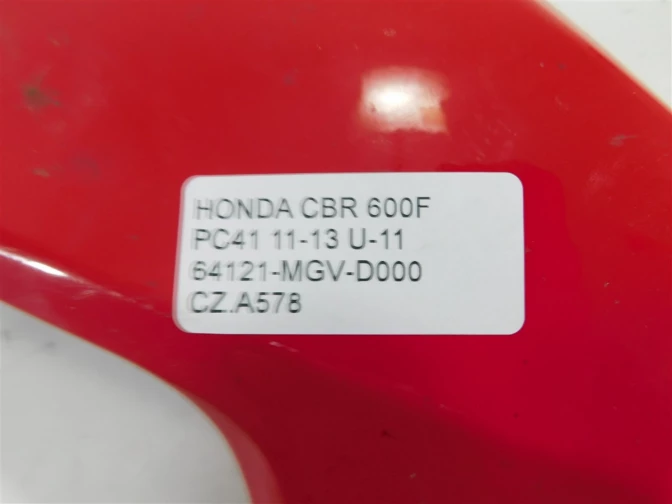 HONDA CBR 600F
PC41 11-13 U-11
64121-MGV-D000
CZ.A578